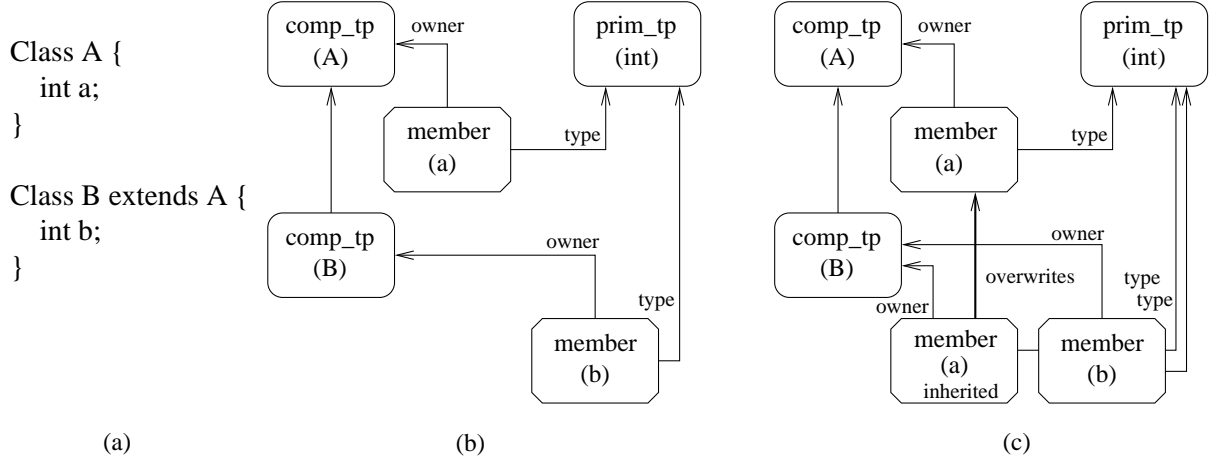 Class A {
int a;
}
Class B extends A {
int b;
}
(a)
comp_tp
(A)
owner
prim_tp
(int)
member
(a)
type
comp_tp
(B)
owner
type
member
(b)
(b)
comp_tp
(A)
owner
prim_tp
(int)
member
(a)
type
comp_tp
(B)
owner
overwrites
type
type
owner
member
(a)
inherited
member
(b)
(c)